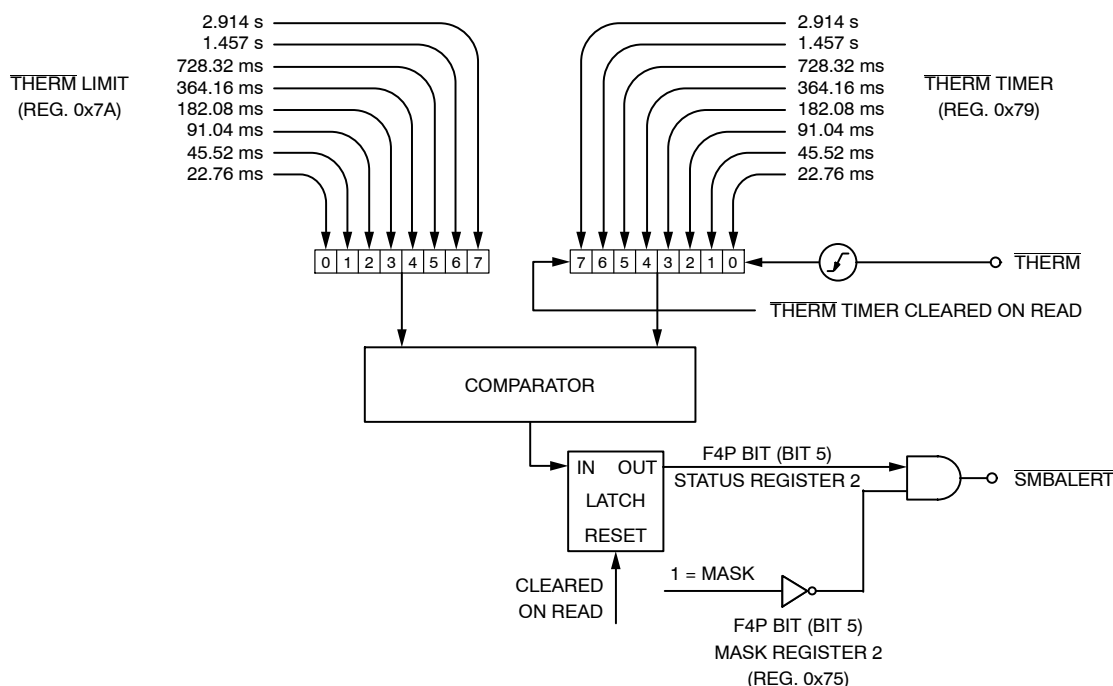 2.914 s
1.457 s
728.32 ms
364.16 ms
182.08 ms
91.04 ms
45.52 ms
22.76 ms
THERM LIMIT
(REG. 0x7A)
2.914 s
1.457 s
728.32 ms
364.16 ms
182.08 ms
91.04 ms
45.52 ms
22.76 ms
THERM TIMER
(REG. 0x79)
0 1 2 3 4 5 6 7
7 6 5 4 3 2 1 0
THERM
THERM TIMER CLEARED ON READ
COMPARATOR
IN OUT
LATCH
RESET
F4P BIT (BIT 5)
STATUS REGISTER 2
SMBALERT
CLEARED
ON READ
1 = MASK
F4P BIT (BIT 5)
MASK REGISTER 2
(REG. 0x75)